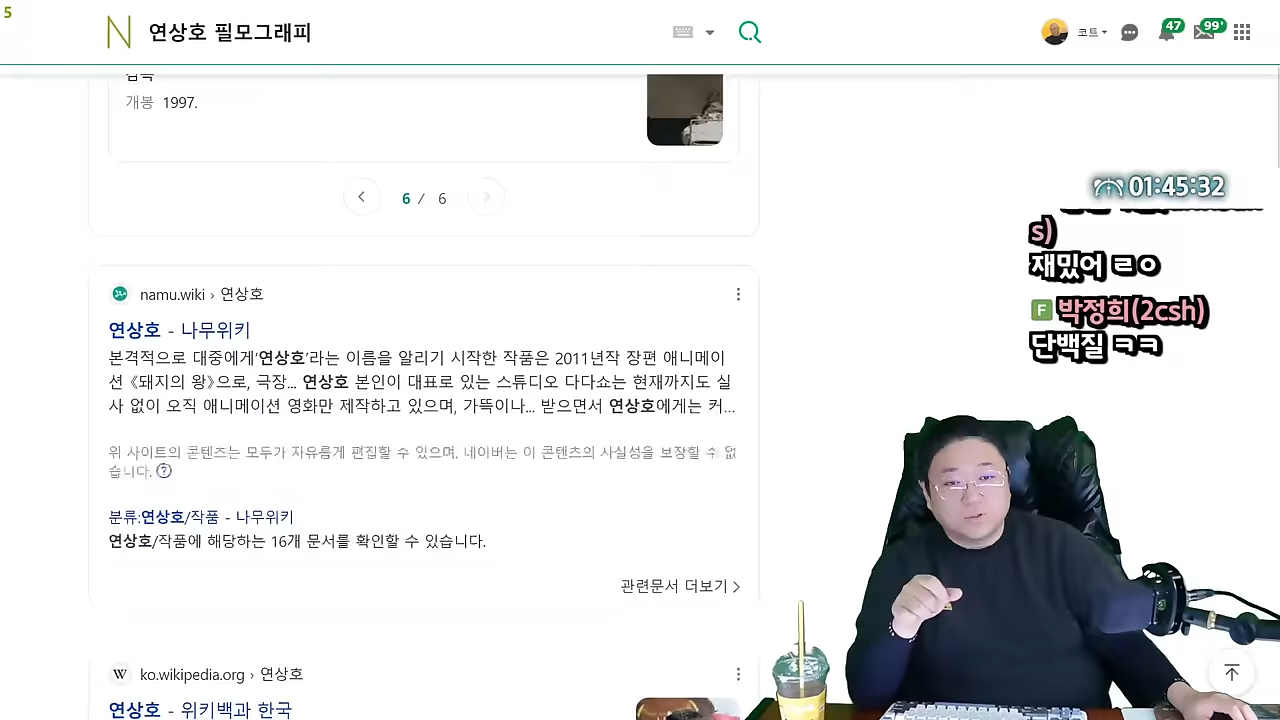 5
N 연상호 필모그래피
코트
47
99+
개봉 1997.
6 / 6
01:45:32
s)
재밌어 ㄹㅇ
F 박정희(2csh)
단백질 ㅋㅋ
namu.wiki › 연상호
연상호 - 나무위키
본격적으로 대중에게'연상호'라는 이름을 알리기 시작한 작품은 2011년작 장편 애니메이
션 《돼지의 왕》으로, 극장... 연상호 본인이 대표로 있는 스튜디오 다다쇼는 현재까지도 실
사 없이 오직 애니메이션 영화만 제작하고 있으며, 가뜩이나... 받으면서 연상호에게는 커...
위 사이트의 콘텐츠는 모두가 자유롭게 편집할 수 있으며, 네이버는 이 콘텐츠의 사실성을 보장할 수 없
습니다. ?
분류:연상호/작품 - 나무위키
연상호/작품에 해당하는 16개 문서를 확인할 수 있습니다.
관련문서 더보기 >
W ko.wikipedia.org › 연상호
연상호 - 위키백과 한국